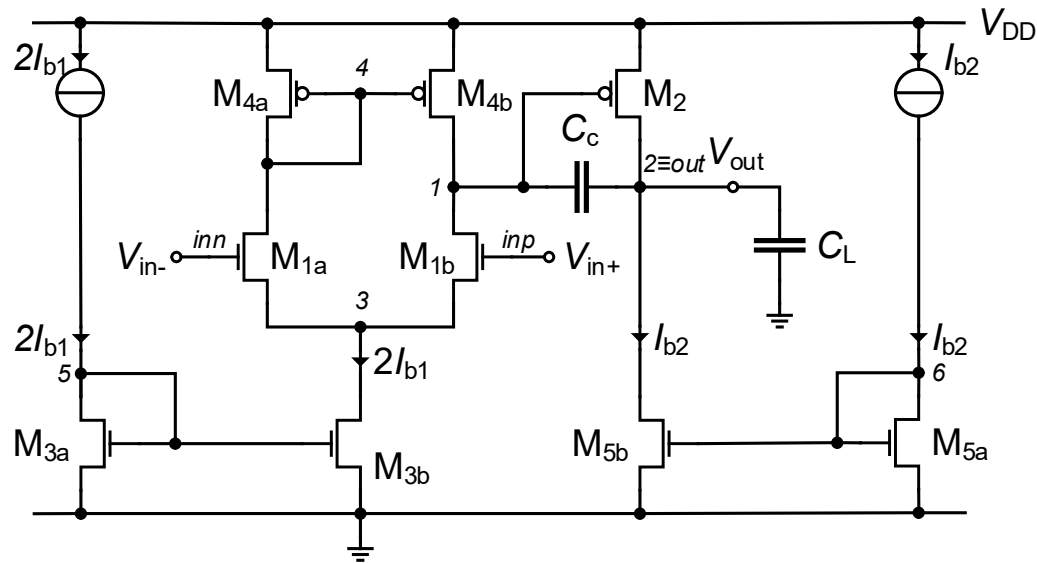 V_DD
2I_b1
I_b2
4
M_4a
M_4b
M_2
C_c
1
2≡out
V_out
V_in-
inn
M_1a
M_1b
inp
V_in+
C_L
3
2I_b1
2I_b1
I_b2
I_b2
5
6
M_3a
M_3b
M_5b
M_5a